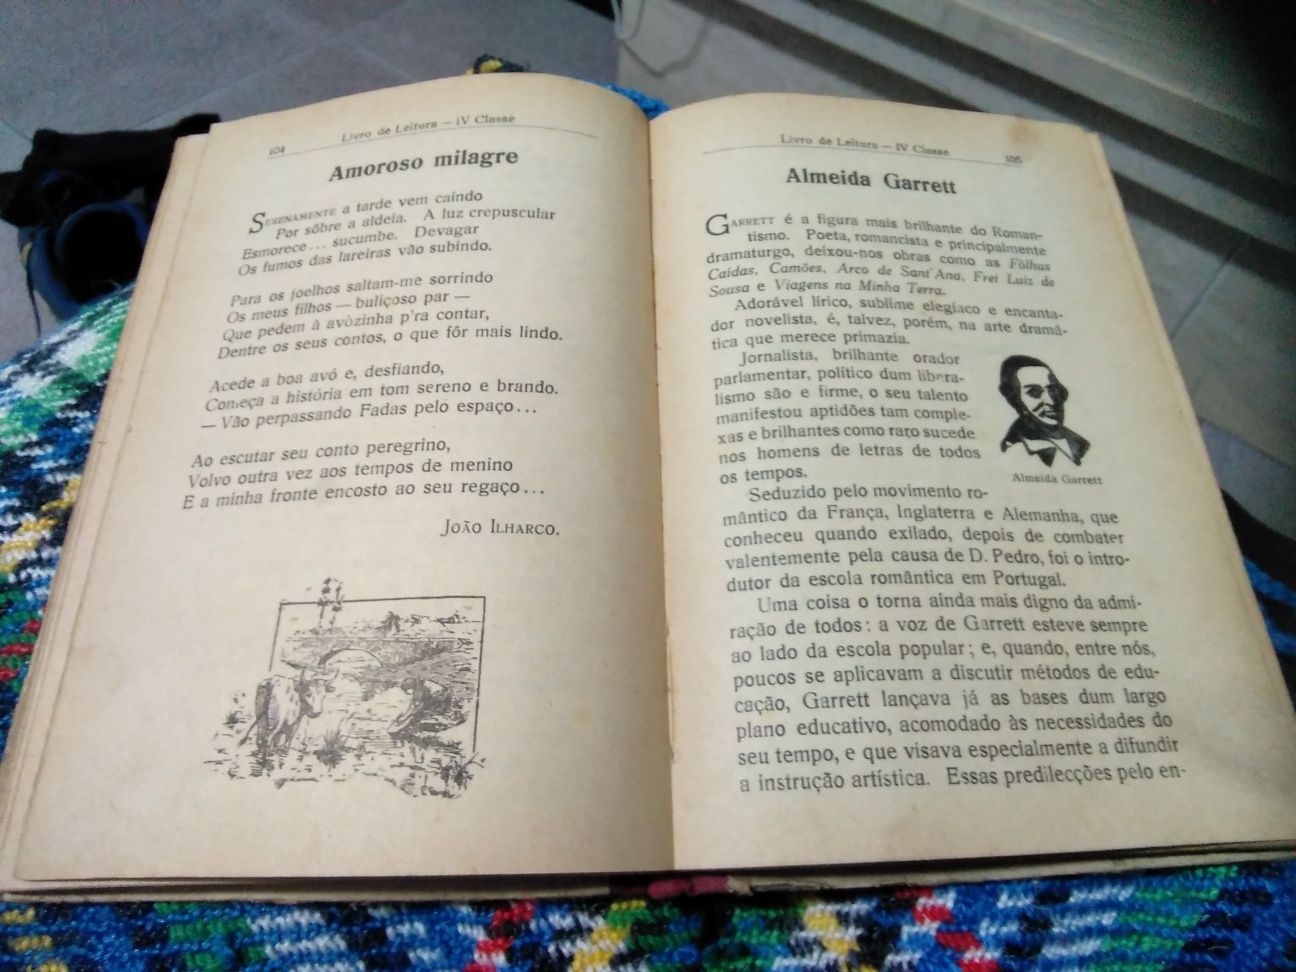 104
Livro de Leitura — IV Classe
Amoroso milagre
SERENAMENTE a tarde vem caindo
Por sôbre a aldeia. A luz crepuscular
Esmorece... sucumbe. Devagar
Os fumos das lareiras vão subindo.
Para os joelhos saltam-me sorrindo
Os meus filhos — buliçoso par —
Que pedem à avòzinha p'ra contar,
Dentre os seus contos, o que fôr mais lindo.
Acede a boa avó e, desfiando,
Começa a história em tom sereno e brando.
— Vão perpassando Fadas pelo espaço...
Ao escutar seu conto peregrino,
Volvo outra vez aos tempos de menino
E a minha fronte encosto ao seu regaço...
JOÃO ILHARCO.
Livro de Leitura — IV Classe
Almeida Garrett
GARRETT é a figura mais brilhante do Roman-
tismo. Poeta, romancista e principalmente
dramaturgo, deixou-nos obras como as Fôlhas
Caídas, Camões, Arco de Sant'Ana, Frei Luiz de
Sousa e Viagens na Minha Terra.
Adorável lírico, sublime elegíaco e encanta-
dor novelista, é, talvez, porém, na arte dramá-
tica que merece primazia.
Jornalista, brilhante orador
parlamentar, político dum libera-
lismo são e firme, o seu talento
manifestou aptidões tam comple-
xas e brilhantes como raro sucede
nos homens de letras de todos
os tempos.
Almeida Garrett
Seduzido pelo movimento ro-
mântico da França, Inglaterra e Alemanha, que
conheceu quando exilado, depois de combater
valentemente pela causa de D. Pedro, foi o intro-
dutor da escola romântica em Portugal.
Uma coisa o torna ainda mais digno da admi-
ração de todos: a voz de Garrett esteve sempre
ao lado da escola popular; e, quando, entre nós,
poucos se aplicavam a discutir métodos de edu-
cação, Garrett lançava já as bases dum largo
plano educativo, acomodado às necessidades do
seu tempo, e que visava especialmente a difundir
a instrução artística. Essas predilecções pelo en-